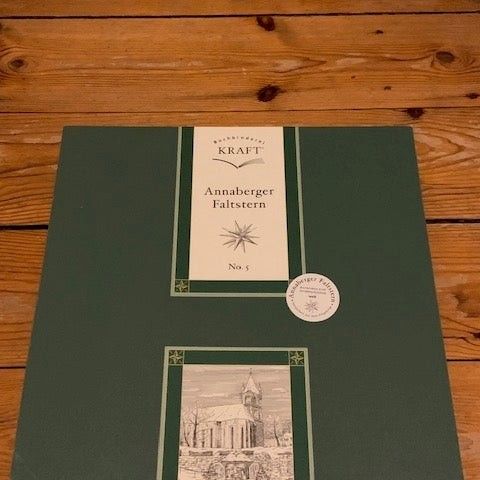 Buchbinderei
KRAFT
Annaberger
Faltstern
No. 5
Annaberger Faltstern